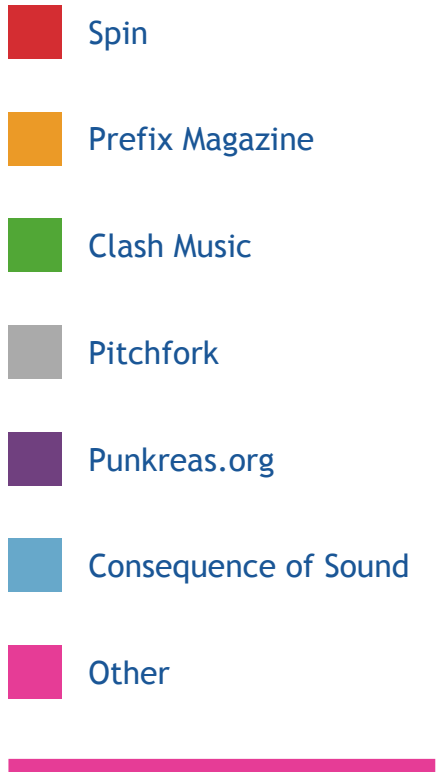 Spin
Prefix Magazine
Clash Music
Pitchfork
Punkreas.org
Consequence of Sound
Other